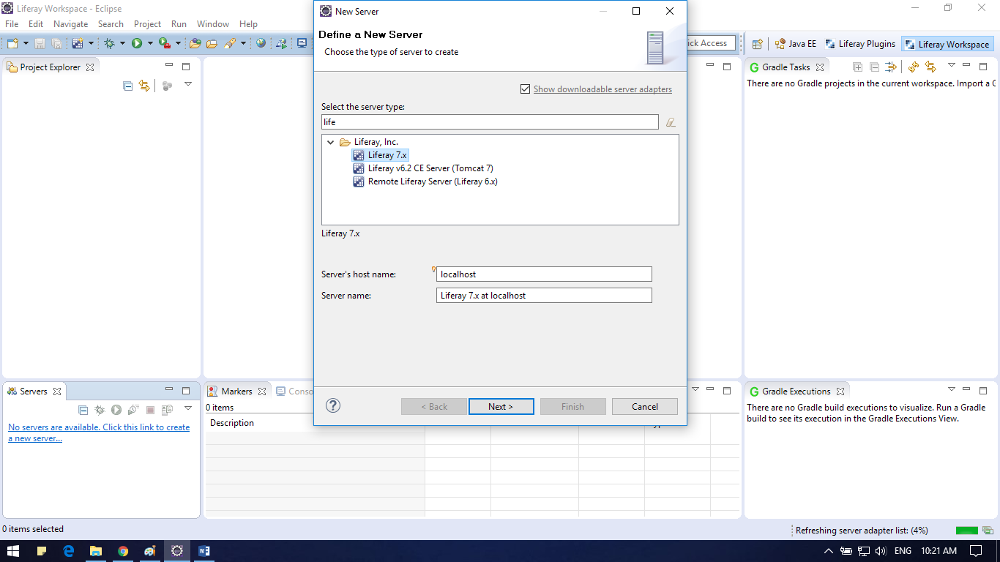 Liferay Workspace - Eclipse
File Edit Navigate Search Project Run Window Help
ick Access
Java EE
Liferay Plugins
Liferay Workspace
Project Explorer
New Server
Define a New Server
Choose the type of server to create
Show downloadable server adapters
Select the server type:
life
Liferay, Inc.
Liferay 7.x
Liferay v6.2 CE Server (Tomcat 7)
Remote Liferay Server (Liferay 6.x)
Liferay 7.x
Server's host name:
localhost
Server name:
Liferay 7.x at localhost
?
< Back
Next >
Finish
Cancel
Gradle Tasks
There are no Gradle projects in the current workspace. Import a G
Servers
No servers are available. Click this link to create
a new server...
Markers
Conso
0 items
Description
Gradle Executions
There are no Gradle build executions to visualize. Run a Gradle
build to see its execution in the Gradle Executions View.
0 items selected
Refreshing server adapter list: (4%)
ENG
10:21 AM